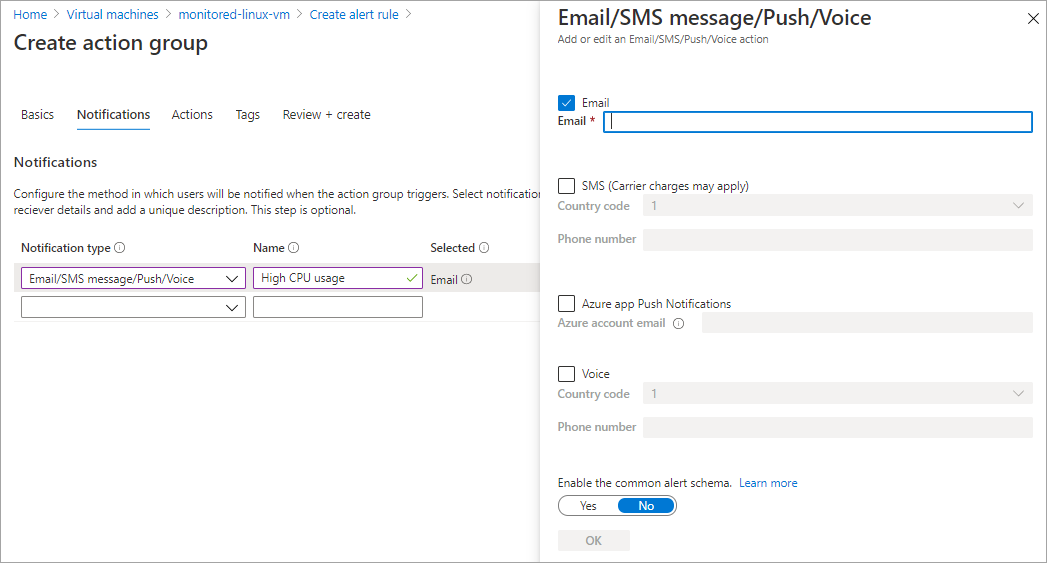 Home > Virtual machines > monitored-linux-vm > Create alert rule >
Create action group
Basics Notifications Actions Tags Review + create
Notifications
Configure the method in which users will be notified when the action group triggers. Select notification
reciever details and add a unique description. This step is optional.
Notification type Name Selected
Email/SMS message/Push/Voice High CPU usage Email
Email/SMS message/Push/Voice
Add or edit an Email/SMS/Push/Voice action
Email
Email *
SMS (Carrier charges may apply)
Country code 1
Phone number
Azure app Push Notifications
Azure account email
Voice
Country code 1
Phone number
Enable the common alert schema. Learn more
Yes No
OK